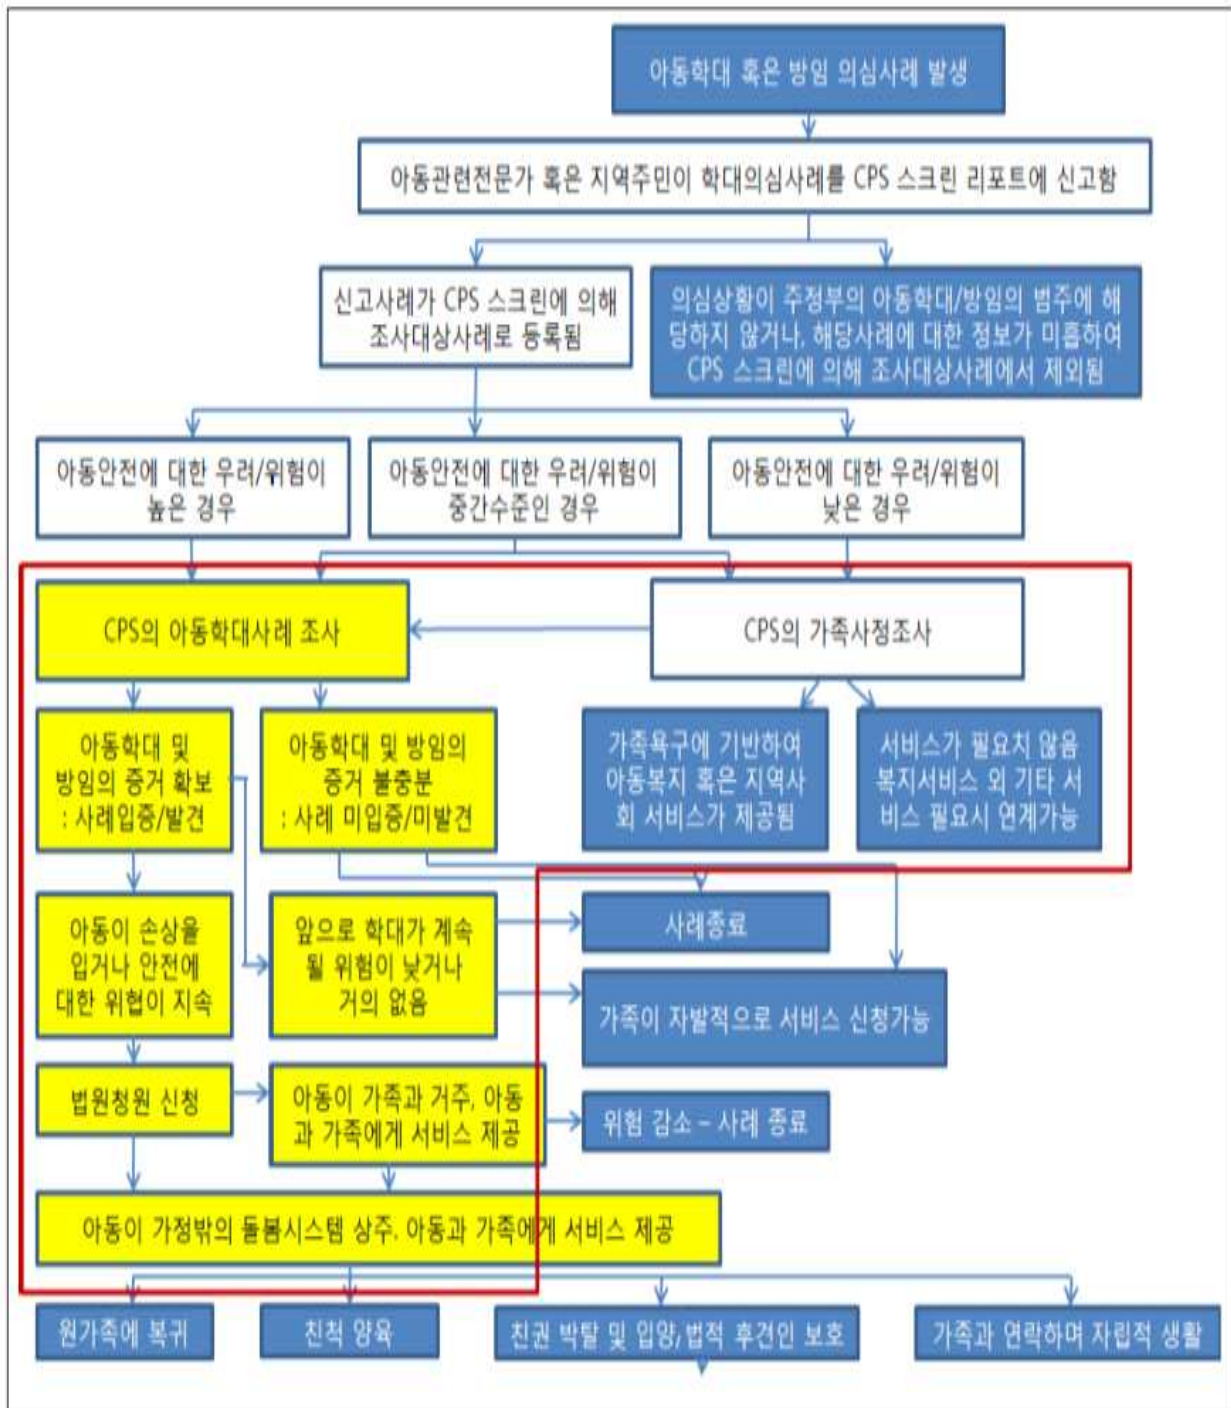 아동학대 혹은 방임 의심사례 발생
아동관련전문가 혹은 지역주민이 학대의심사례를 CPS 스크린 리포트에 신고함
신고사례가 CPS 스크린에 의해
조사대상사례로 등록됨
의심상황이 주정부의 아동학대/방임의 범주에 해
당하지 않거나, 해당사례에 대한 정보가 미흡하여
CPS 스크린에 의해 조사대상사례에서 제외됨
아동안전에 대한 우려/위험이
높은 경우
아동안전에 대한 우려/위험이
중간수준인 경우
아동안전에 대한 우려/위험이
낮은 경우
CPS의 아동학대사례 조사
CPS의 가족사정조사
아동학대 및
방임의 증거 확보
: 사례입증/발견
아동학대 및 방임의
증거 불충분
: 사례 미입증/미발견
가족욕구에 기반하여
아동복지 혹은 지역사
회 서비스가 제공됨
서비스가 필요치 않음
복지서비스 외 기타 서
비스 필요시 연계가능
아동이 손상을
입거나 안전에
대한 위협이 지속
앞으로 학대가 계속
될 위험이 낮거나
거의 없음
사례종료
가족이 자발적으로 서비스 신청가능
법원청원 신청
아동이 가족과 거주, 아동
과 가족에게 서비스 제공
위험 감소 – 사례 종료
아동이 가정밖의 돌봄시스템 상주, 아동과 가족에게 서비스 제공
원가족에 복귀
친척 양육
친권 박탈 및 입양/법적 후견인 보호
가족과 연락하며 자립적 생활